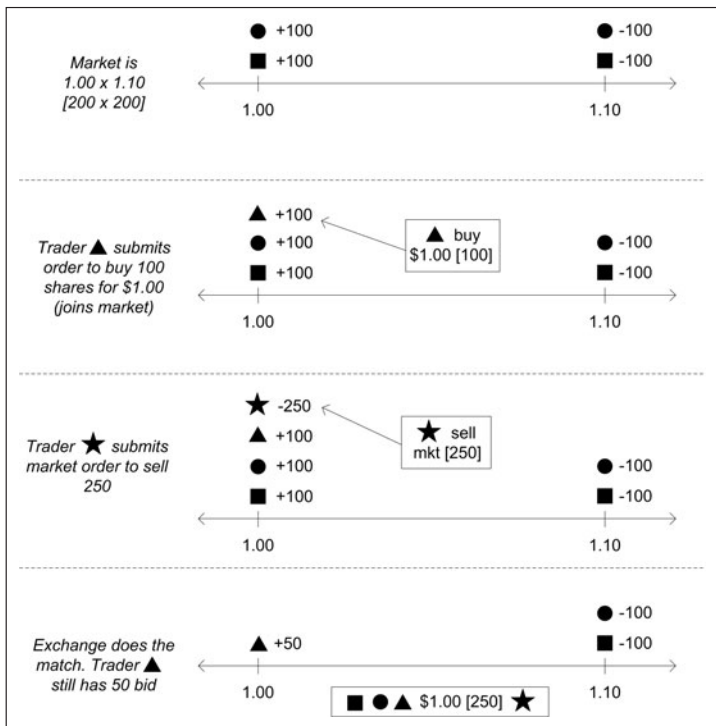 +100
-100
Market is
1.00 x 1.10
[200 x 200]
+100
-100
1.00
1.10
+100
Trader ▲ submits
order to buy 100
shares for $1.00
(joins market)
▲ buy
$1.00 [100]
+100
-100
+100
-100
1.00
1.10
-250
Trader ★ submits
market order to sell
250
★ sell
mkt [250]
+100
+100
-100
+100
-100
1.00
1.10
-100
Exchange does the
match. Trader ▲
still has 50 bid
+50
-100
1.00
1.10
■ ● ▲ $1.00 [250] ★